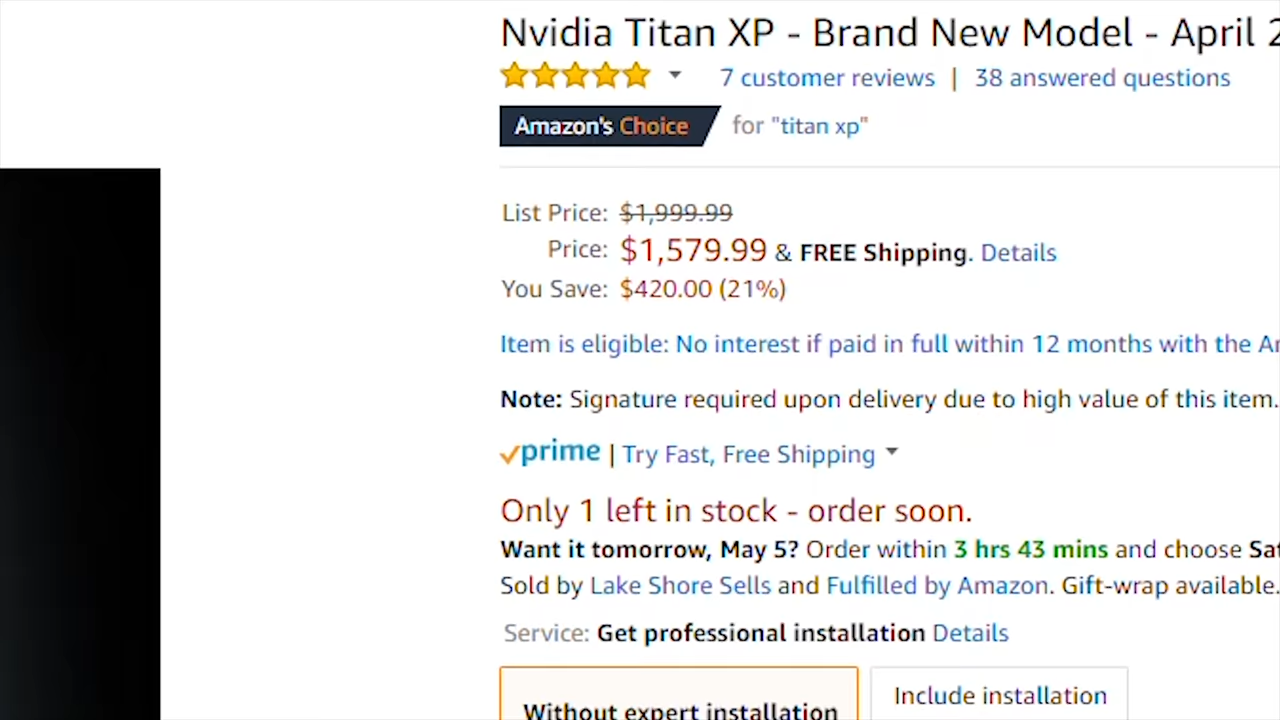 Nvidia Titan XP - Brand New Model - April
7 customer reviews | 38 answered questions
Amazon's Choice for "titan xp"
List Price: $1,999.99
Price: $1,579.99 & FREE Shipping. Details
You Save: $420.00 (21%)
Item is eligible: No interest if paid in full within 12 months with the
Note: Signature required upon delivery due to high value of this item.
prime | Try Fast, Free Shipping
Only 1 left in stock - order soon.
Want it tomorrow, May 5? Order within 3 hrs 43 mins and choose
Sold by Lake Shore Sells and Fulfilled by Amazon. Gift-wrap available.
Service: Get professional installation Details
Without expert installation
Include installation